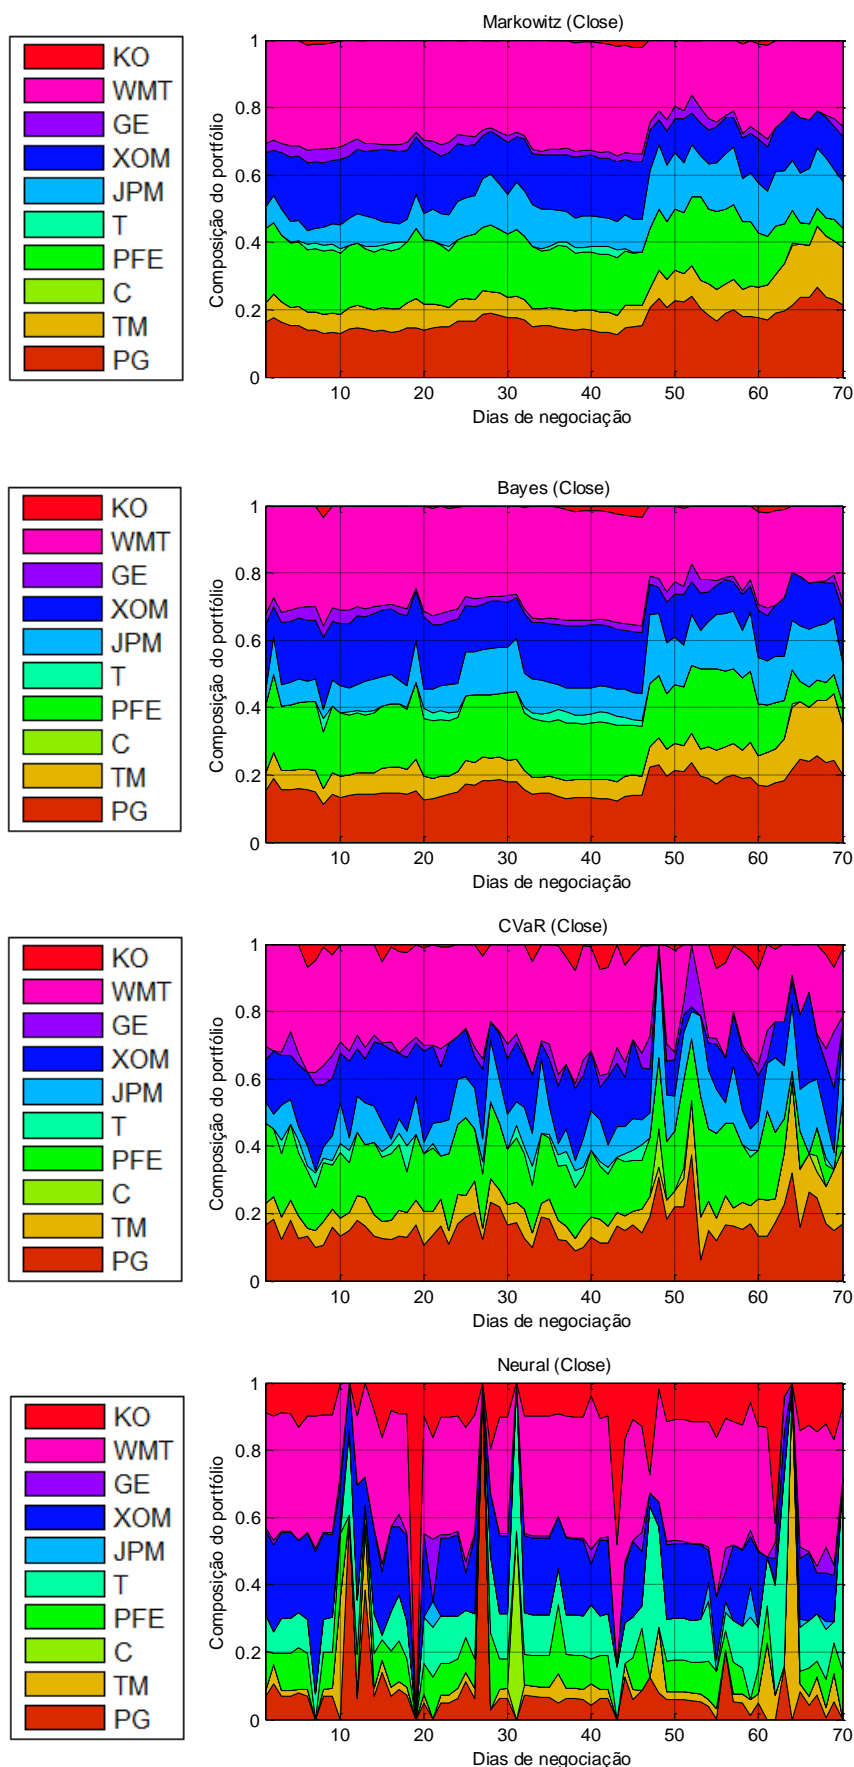 Markowitz (Close)
KO
WMT
GE
XOM
JPM
T
PFE
C
TM
PG
Composição do portfólio
1
0.8
0.6
0.4
0.2
0
10 20 30 40 50 60 70
Dias de negociação
Bayes (Close)
KO
WMT
GE
XOM
JPM
T
PFE
C
TM
PG
Composição do portfólio
1
0.8
0.6
0.4
0.2
0
10 20 30 40 50 60 70
Dias de negociação
CVaR (Close)
KO
WMT
GE
XOM
JPM
T
PFE
C
TM
PG
Composição do portfólio
1
0.8
0.6
0.4
0.2
0
10 20 30 40 50 60 70
Dias de negociação
Neural (Close)
KO
WMT
GE
XOM
JPM
T
PFE
C
TM
PG
Composição do portfólio
1
0.8
0.6
0.4
0.2
0
10 20 30 40 50 60 70
Dias de negociação